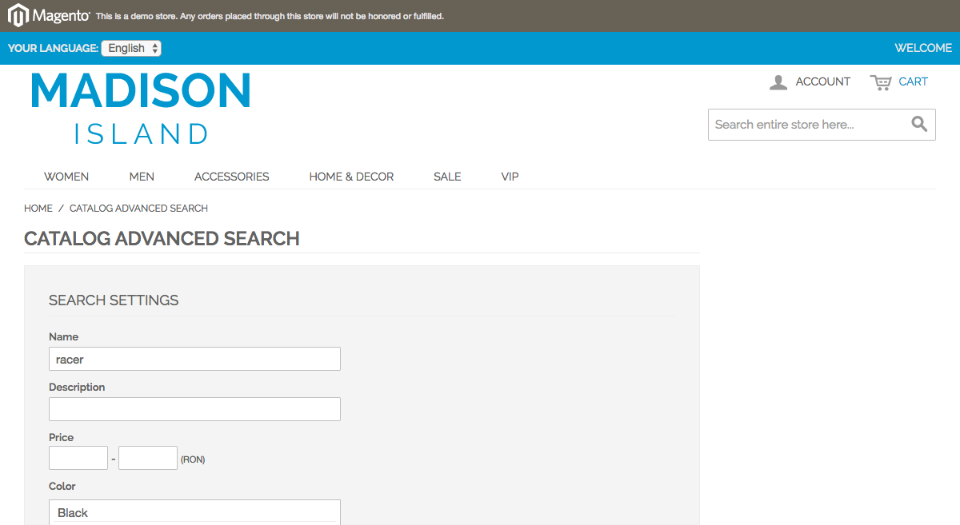 Magento This is a demo store. Any orders placed through this store will not be honored or fulfilled.
YOUR LANGUAGE: English WELCOME
MADISON
ISLAND
ACCOUNT CART
Search entire store here...
WOMEN MEN ACCESSORIES HOME & DECOR SALE VIP
HOME / CATALOG ADVANCED SEARCH
CATALOG ADVANCED SEARCH
SEARCH SETTINGS
Name
racer
Description
Price
- (RON)
Color
Black